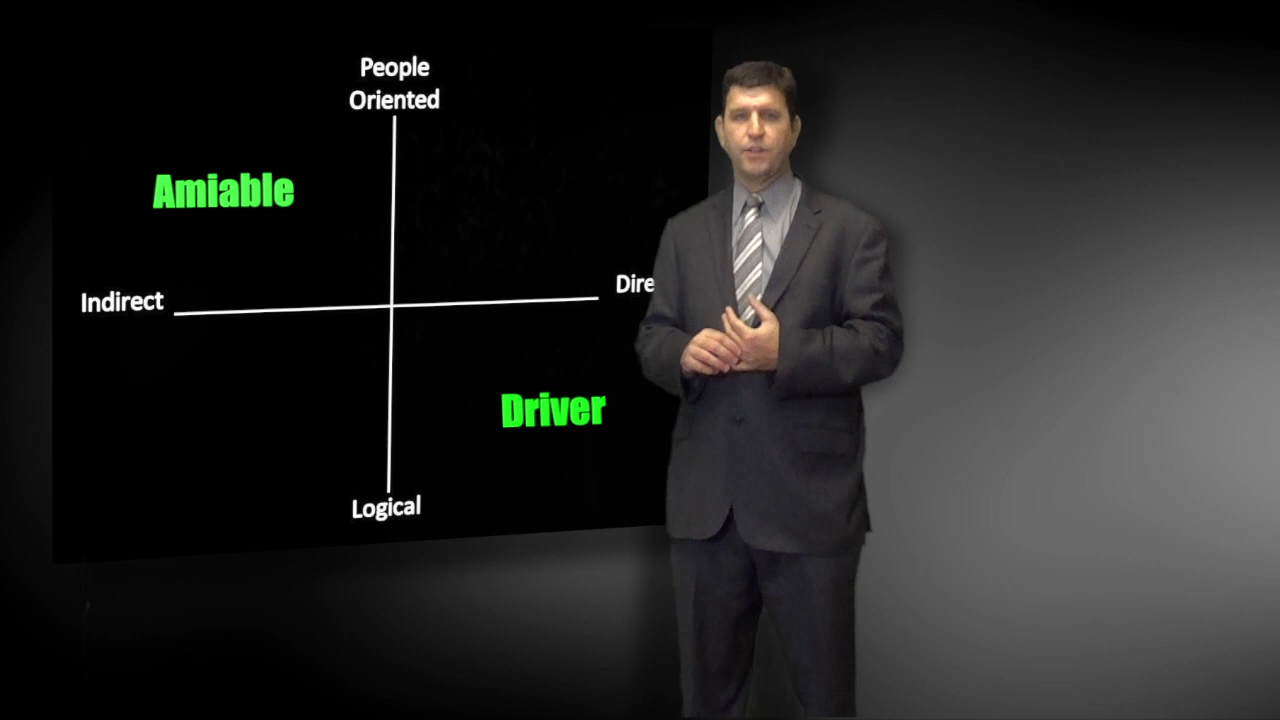 People
Oriented
Amiable
Indirect
Dire
Driver
Logical